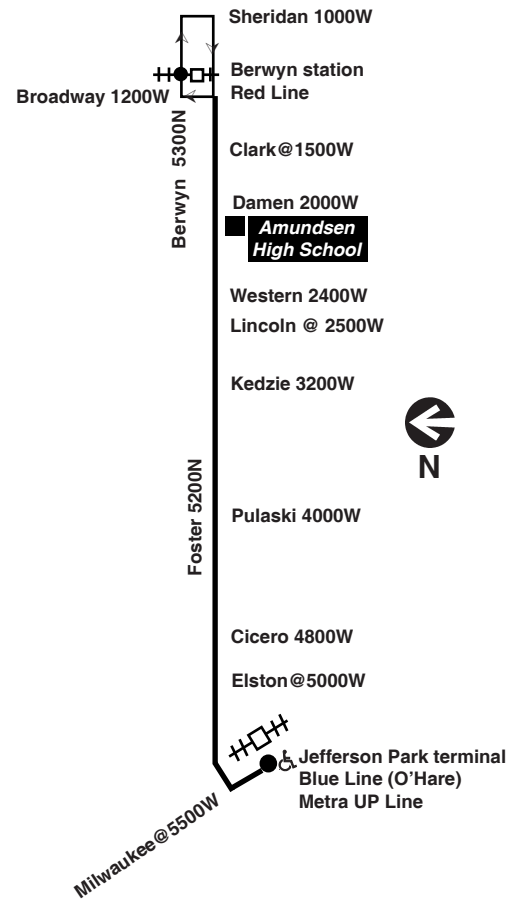 Sheridan 1000W
Berwyn station
Red Line
Broadway 1200W
Berwyn 5300N
Clark@1500W
Damen 2000W
Amundsen
High School
Western 2400W
Lincoln @ 2500W
Kedzie 3200W
N
Foster 5200N
Pulaski 4000W
Cicero 4800W
Elston@5000W
Jefferson Park terminal
Blue Line (O'Hare)
Metra UP Line
Milwaukee@5500W